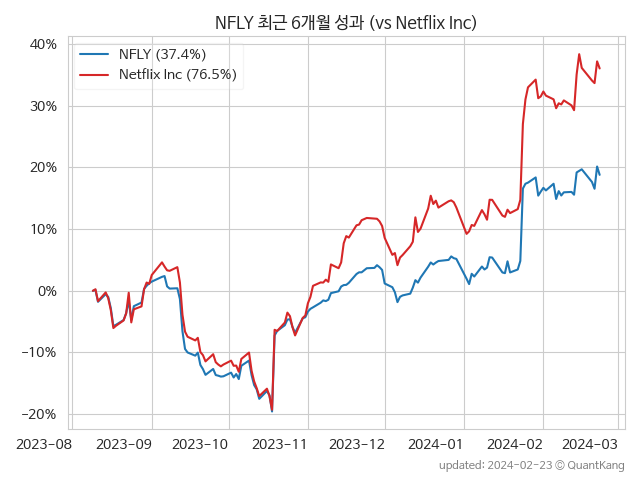 NFLY 최근 6개월 성과 (vs Netflix Inc)
NFLY (37.4%)
Netflix Inc (76.5%)
40%
30%
20%
10%
0%
−10%
−20%
2023-08 2023-09 2023-10 2023-11 2023-12 2024-01 2024-02 2024-03
updated: 2024-02-23 © QuantKang